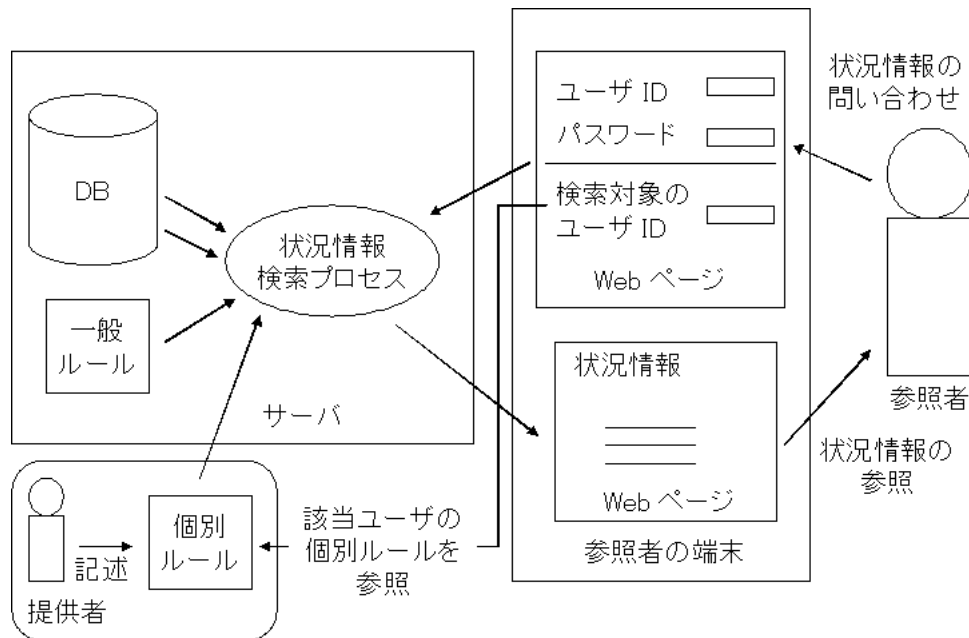 DB
一般
ルール
状況情報
検索プロセス
サーバ
ユーザ ID
パスワード
検索対象の
ユーザ ID
Web ページ
状況情報
Web ページ
参照者の端末
状況情報の
問い合わせ
参照者
状況情報の
参照
個別
ルール
記述
提供者
該当ユーザの
個別ルールを
参照